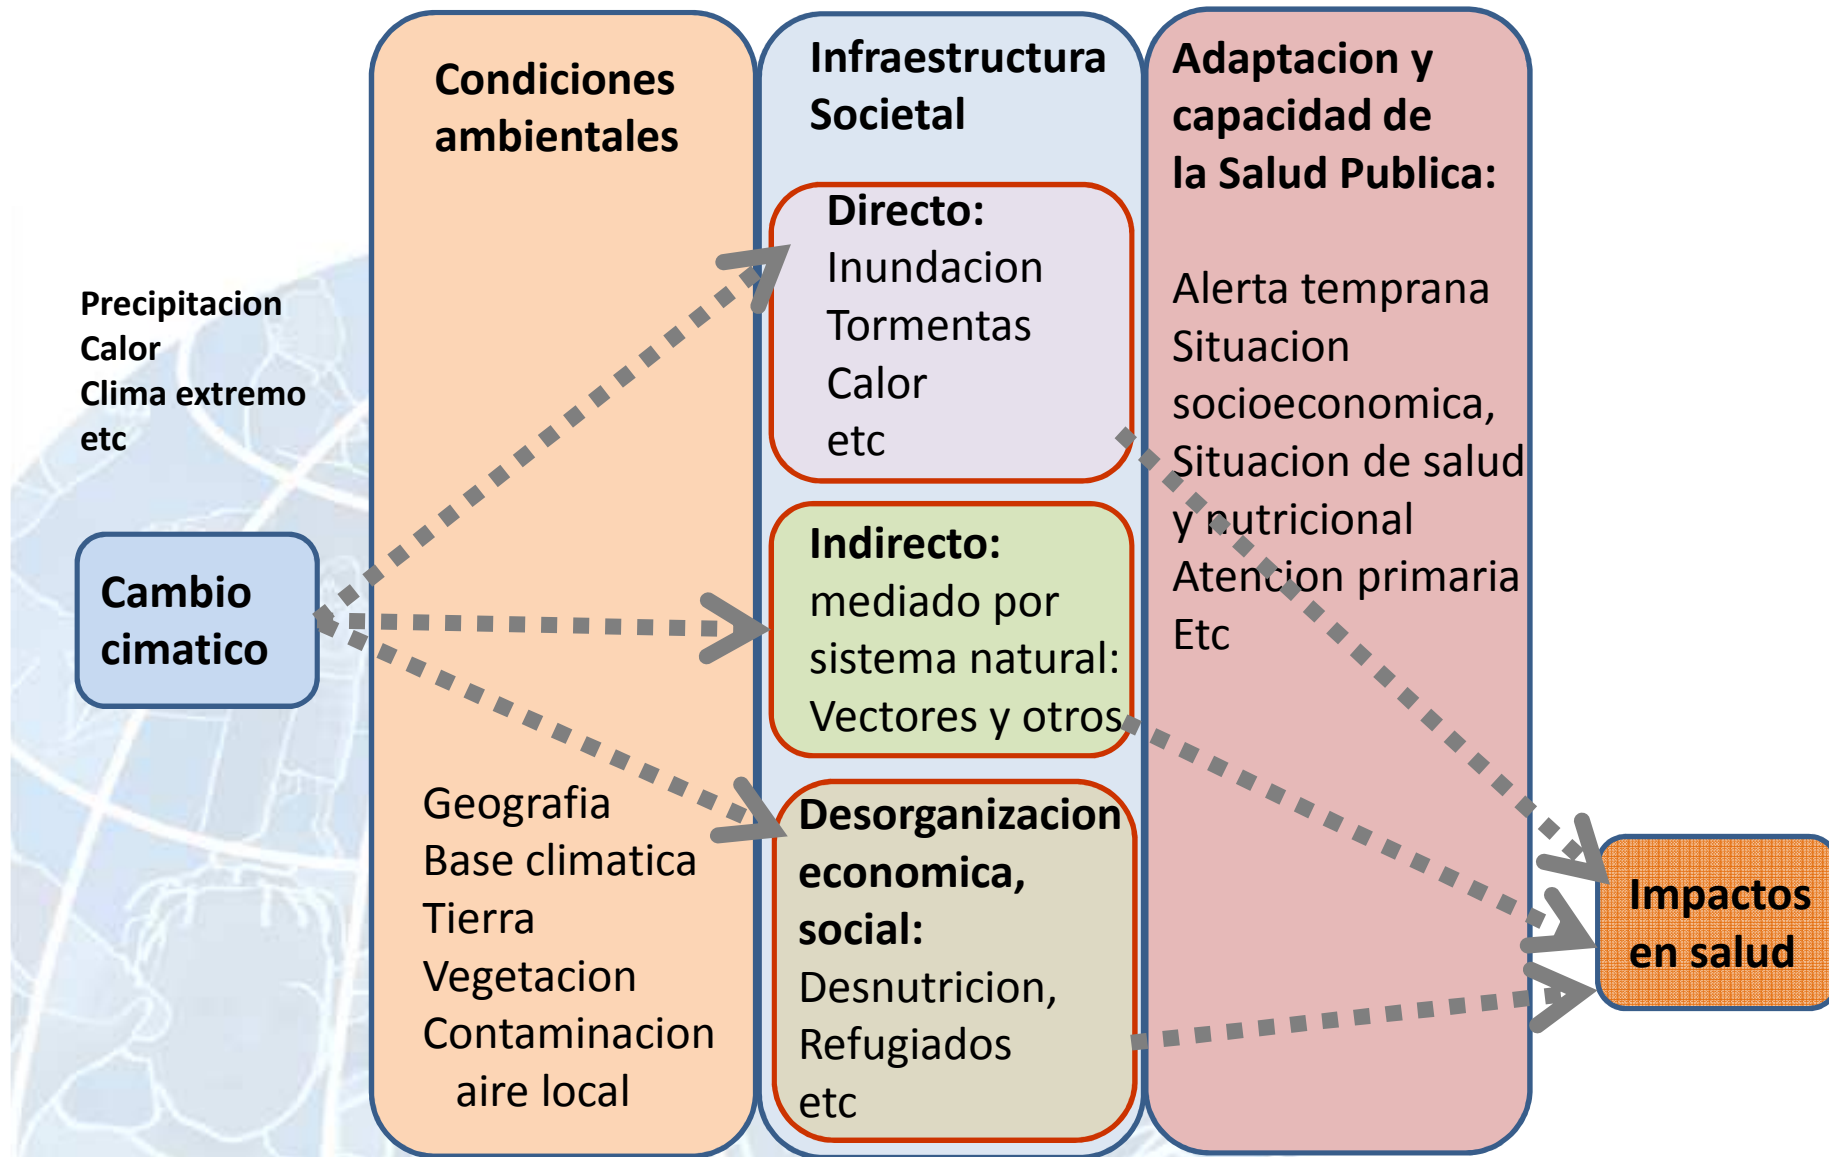 Precipitacion
Calor
Clima extremo
etc
Cambio
cimatico
Condiciones
ambientales
Geografia
Base climatica
Tierra
Vegetacion
Contaminacion
aire local
Infraestructura
Societal
Directo:
Inundacion
Tormentas
Calor
etc
Indirecto:
mediado por
sistema natural:
Vectores y otros
Desorganizacion
economica,
social:
Desnutricion,
Refugiados
etc
Adaptacion y
capacidad de
la Salud Publica:
Alerta temprana
Situacion
socioeconomica,
Situacion de salud
y nutricional
Atencion primaria
Etc
Impactos
en salud